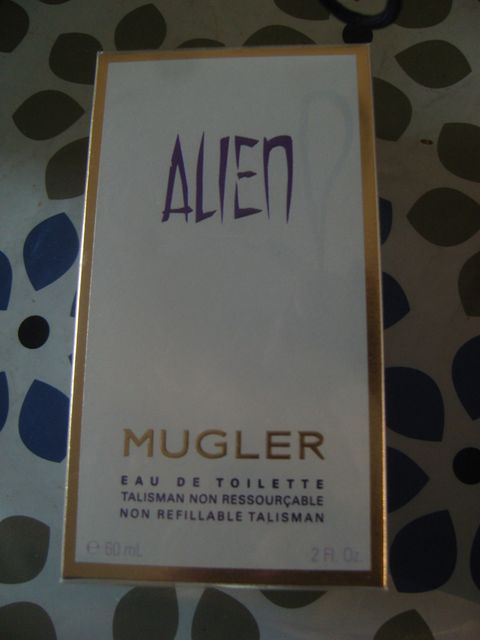 ALIEN
MUGLER
EAU DE TOILETTE
TALISMAN NON RESSOURÇABLE
NON REFILLABLE TALISMAN
℮ 60 mL 2 Fl. Oz.